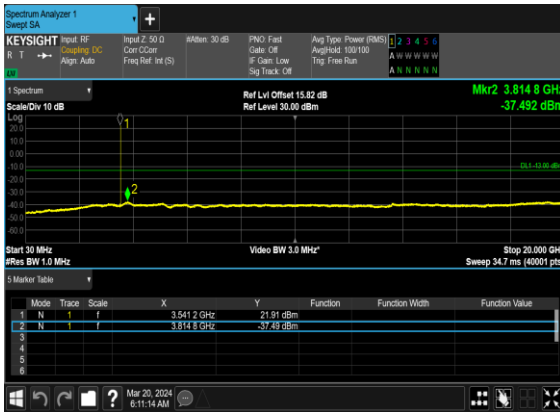 Spectrum Analyzer 1
Swept SA
+
KEYSIGHT Input: RF Input Z: 50 Ω #Atten: 30 dB PNO: Fast Avg Type: Power (RMS) 1 2 3 4 5 6
R T Coupling: DC Corr CCorr Gate: Off Avg|Hold: 100/100 A W W W W W
Align: Auto Freq Ref: Int (S) IF Gain: Low Trig: Free Run
LM Sig Track: Off A N N N N N
1 Spectrum Ref Lvl Offset 15.82 dB Mkr2 3.814 8 GHz
Scale/Div 10 dB Ref Level 30.00 dBm -37.492 dBm
Log
20.0
10.0
0.00
-10.0
-20.0
-30.0
-40.0
-50.0
-60.0
1
2
DL1 -13.00 dBm
Start 30 MHz Video BW 3.0 MHz* Stop 20.000 GHz
#Res BW 1.0 MHz Sweep 34.7 ms (40001 pts)
5 Marker Table
Mode Trace Scale X Y Function Function Width Function Value
1 N 1 f 3.541 2 GHz 21.91 dBm
2 N 1 f 3.814 8 GHz -37.49 dBm
3
4
5
6
? Mar 20, 2024
6:11:14 AM